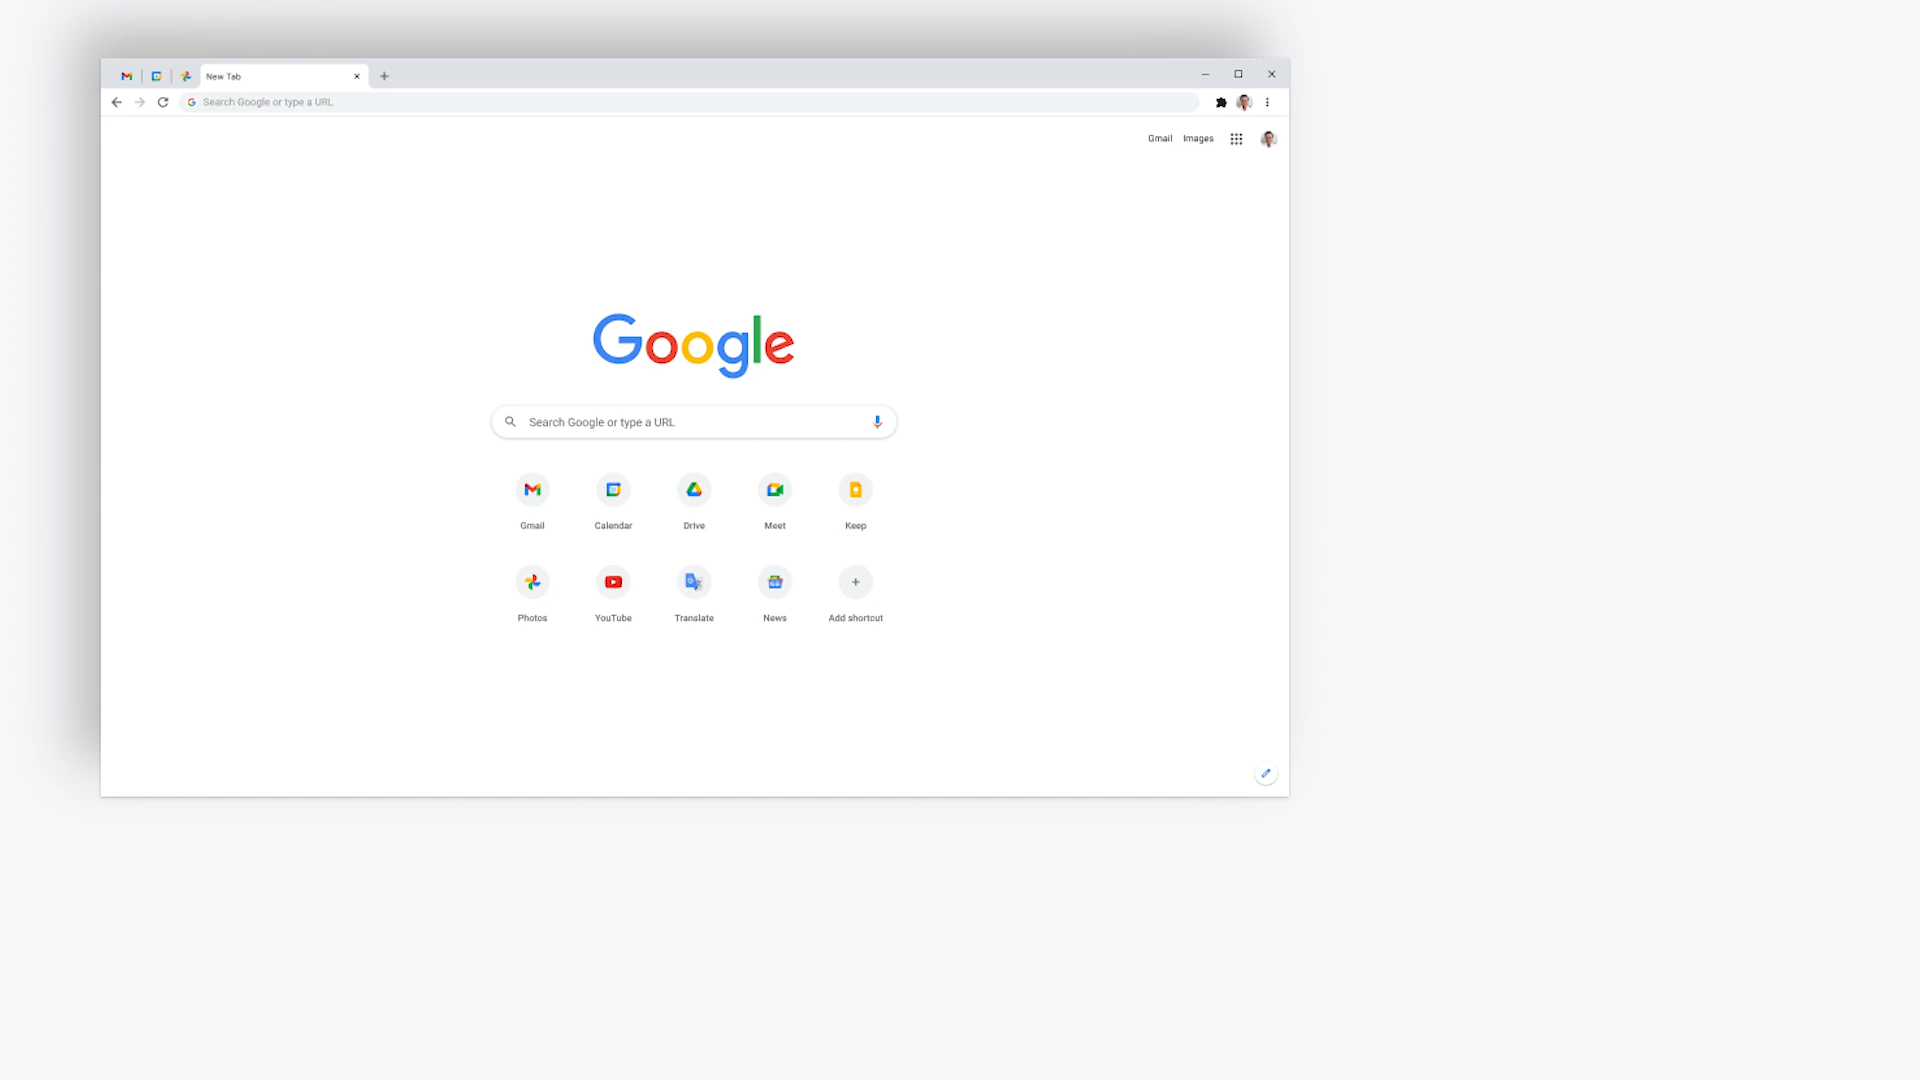 New Tab
Search Google or type a URL
Gmail Images
Google
Search Google or type a URL
Gmail Calendar Drive Meet Keep
Photos YouTube Translate News Add shortcut